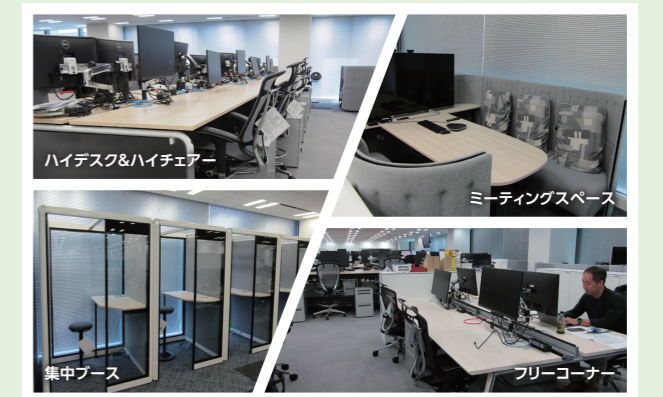 ハイデスク&ハイチェアー
ミーティングスペース
集中ブース
フリーコーナー